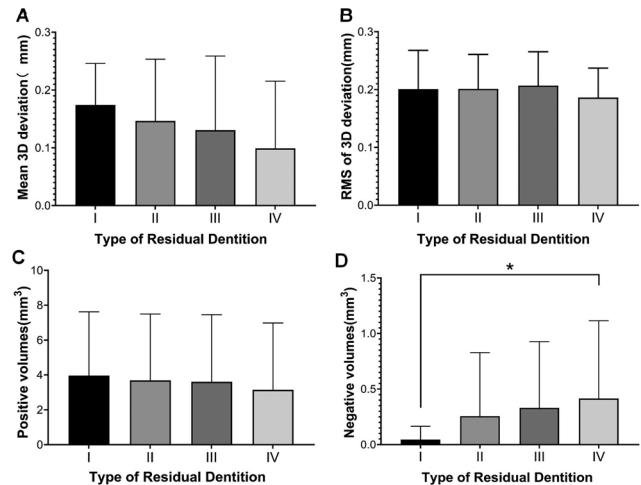 A
Mean 3D deviation( mm)
0.3
0.2
0.1
0.0
I II III IV
Type of Residual Dentition
B
RMS of 3D deviation(mm)
0.3
0.2
0.1
0.0
I II III IV
Type of Residual Dentition
C
Positive volumes(mm³)
10
8
6
4
2
0
I II III IV
Type of Residual Dentition
D
Negative volumes(mm³)
1.5
1.0
0.5
0.0
*
I II III IV
Type of Residual Dentition